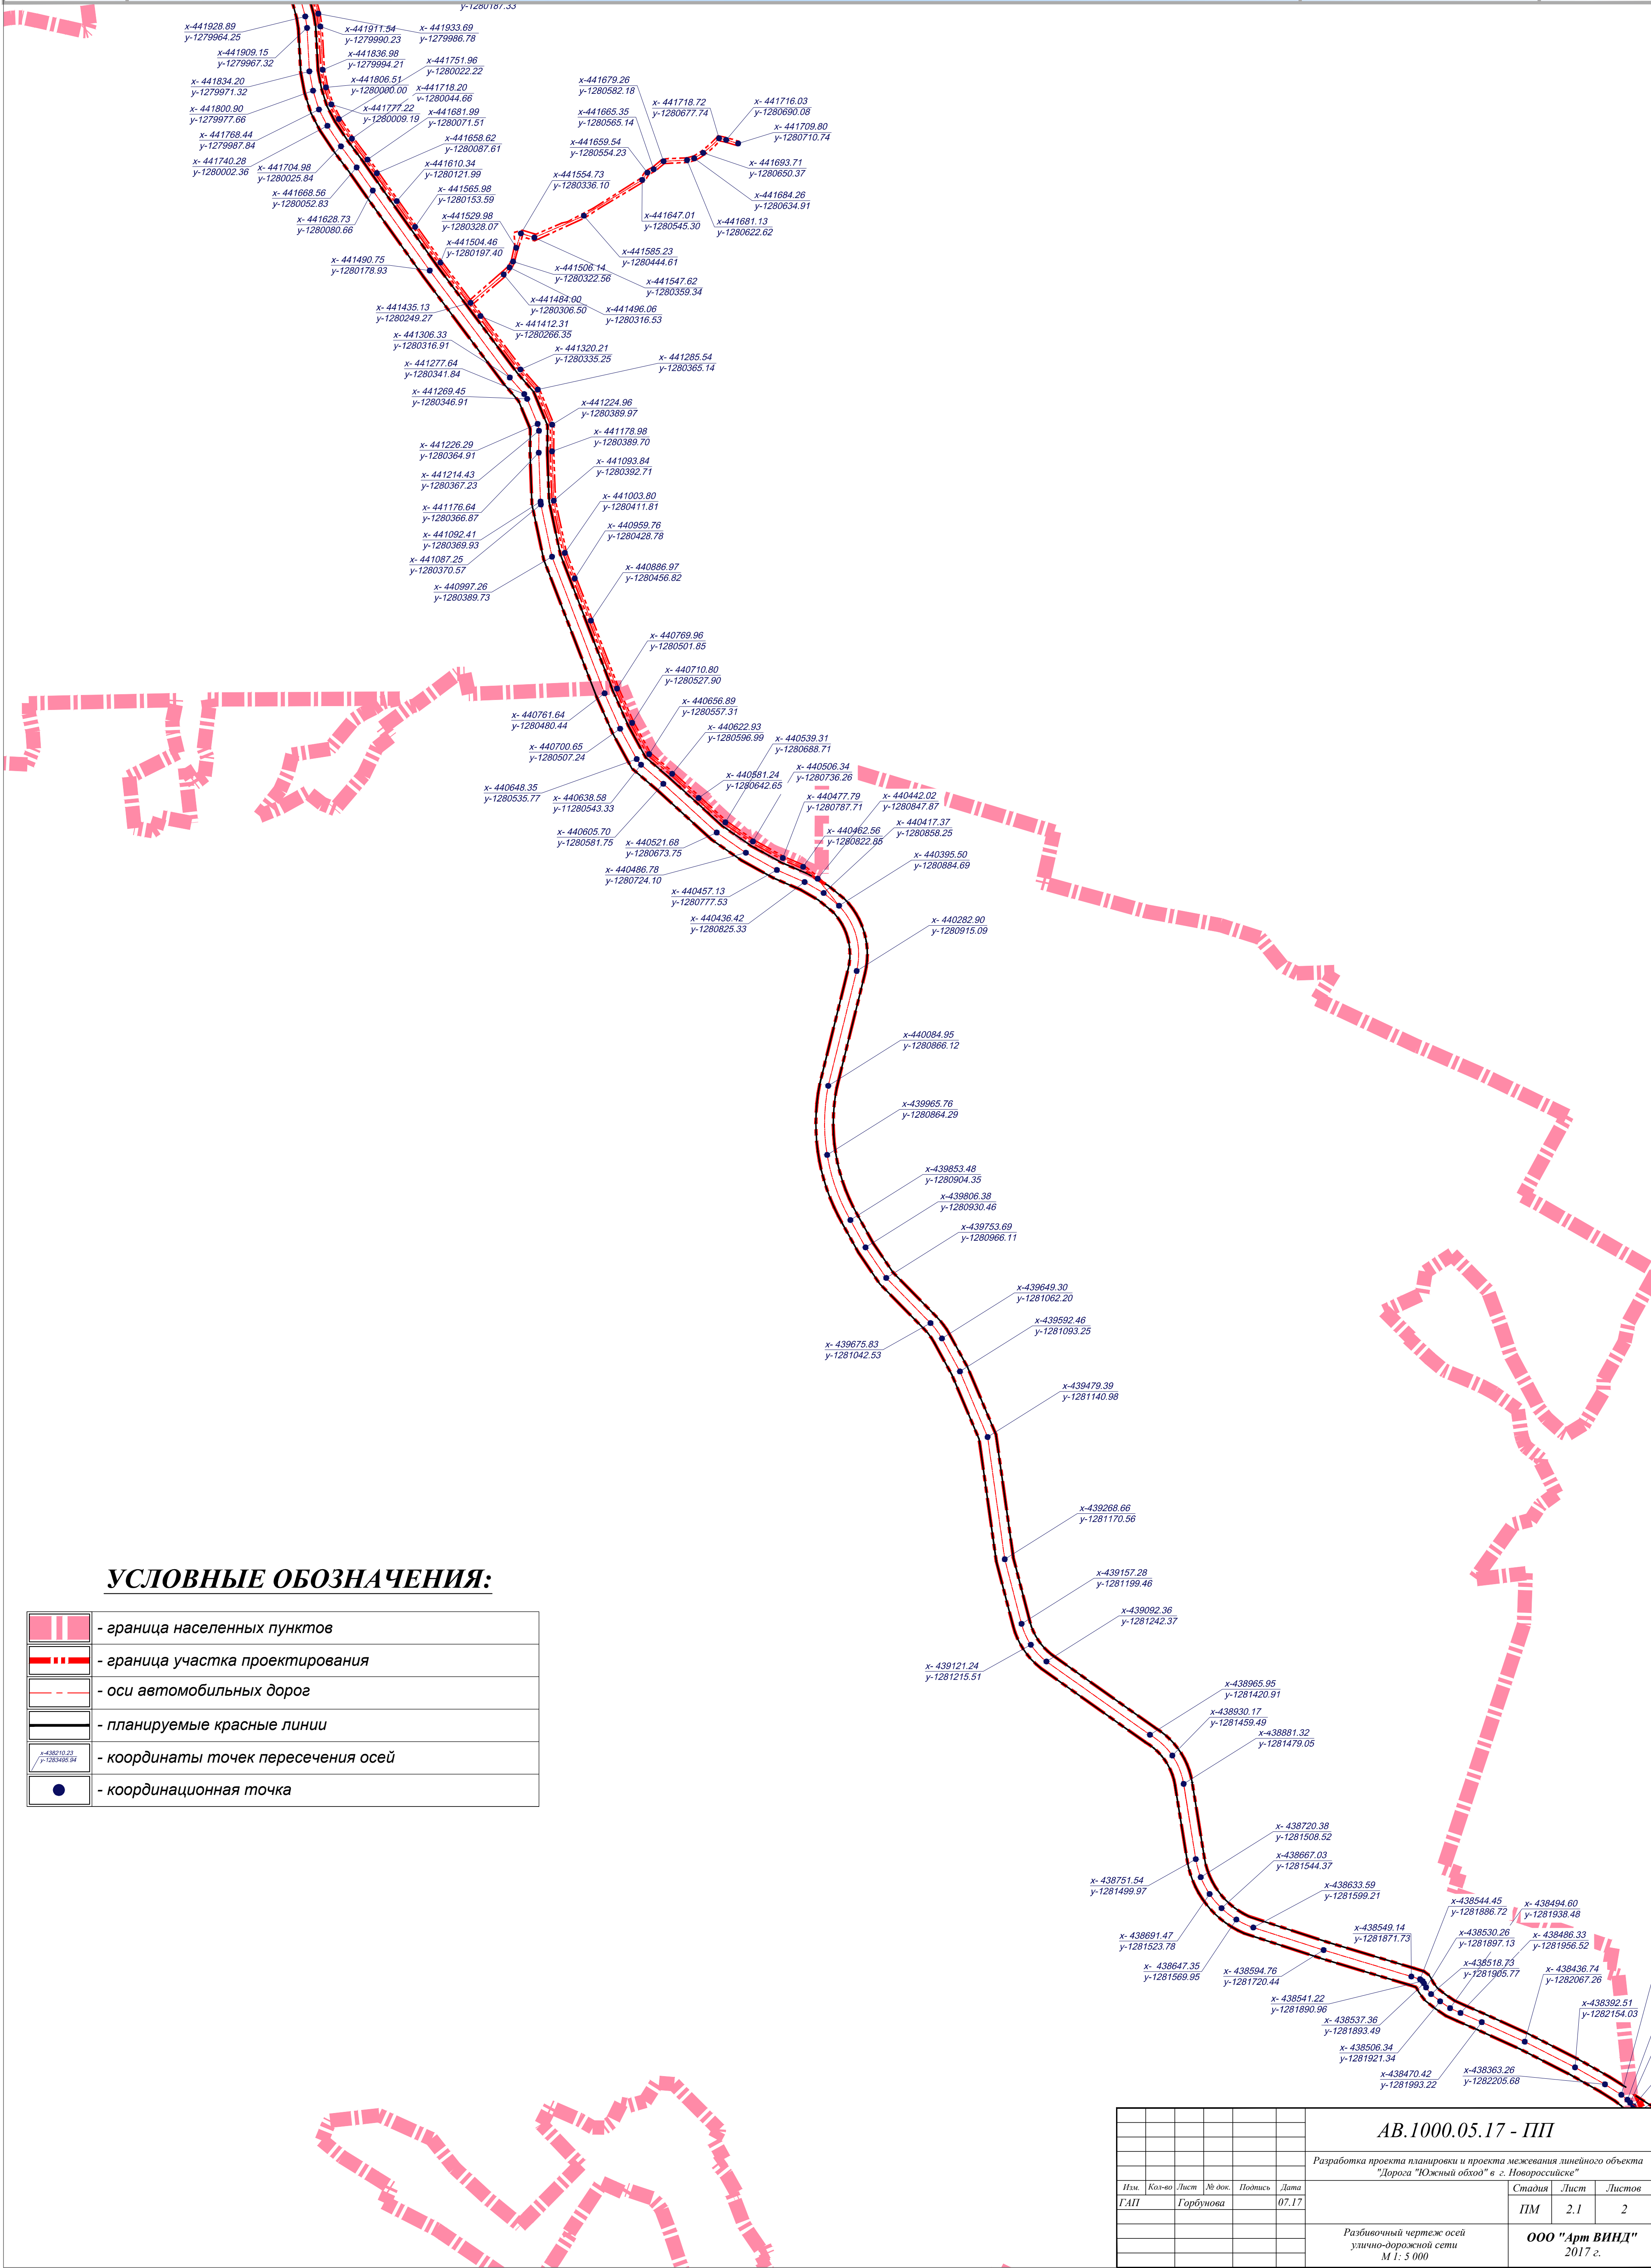 y-1280187.33
x-441928.89
y-1279964.25
x-441911.54
y-1279990.23
x- 441933.69
y-1279986.78
x-441909.15
y-1279967.32
x-441836.98
y-1279994.21
x-441751.96
y-1280022.22
x- 441834.20
y-1279971.32
x-441806.51
y-1280000.00
x-441718.20
y-1280044.66
x- 441800.90
y-1279977.66
x-441777.22
y-1280009.19
x-441681.99
y-1280071.51
x- 441768.44
y-1279987.84
x-441658.62
y-1280087.61
x- 441740.28
y-1280002.36
x- 441704.98
y-1280025.84
x-441610.34
y-1280121.99
x- 441668.56
y-1280052.83
x- 441565.98
y-1280153.59
x- 441628.73
y-1280080.66
x-441529.98
y-1280328.07
x-441504.46
y-1280197.40
x- 441490.75
y-1280178.93
x-441679.26
y-1280582.18
x- 441718.72
y-1280677.74
x- 441716.03
y-1280690.08
x-441665.35
y-1280565.14
x- 441709.80
y-1280710.74
x-441659.54
y-1280554.23
x- 441693.71
y-1280650.37
x-441554.73
y-1280336.10
x- 441684.26
y-1280634.91
x-441647.01
y-1280545.30
x- 441681.13
y-1280622.62
x-441585.23
y-1280444.61
x-441506.14
y-1280322.56
x-441547.62
y-1280359.34
x-441484.00
y-1280306.50
x-441496.06
y-1280316.53
x- 441435.13
y-1280249.27
x- 441412.31
y-1280266.35
x- 441306.33
y-1280316.91
x- 441320.21
y-1280335.25
x- 441285.54
y-1280365.14
x- 441277.64
y-1280341.84
x- 441269.45
y-1280346.91
x-441224.96
y-1280389.97
x- 441226.29
y-1280364.91
x- 441178.98
y-1280389.70
x- 441214.43
y-1280367.23
x- 441093.84
y-1280392.71
x- 441176.64
y-1280366.87
x- 441003.80
y-1280411.81
x- 441092.41
y-1280369.93
x- 440959.76
y-1280428.78
x- 441087.25
y-1280370.57
x- 440886.97
y-1280456.82
x- 440997.26
y-1280389.73
x- 440769.96
y-1280501.85
x- 440710.80
y-1280527.90
x- 440656.89
y-1280557.31
x- 440761.64
y-1280480.44
x- 440622.93
y-1280596.99
x- 440539.31
y-1280688.71
x- 440700.65
y-1280507.24
x- 440581.24
y-1280642.65
x- 440506.34
y-1280736.26
x- 440648.35
y-1280535.77
x- 440638.58
y-11280543.33
x- 440477.79
y-1280787.71
x- 440442.02
y-1280847.87
x- 440605.70
y-1280581.75
x- 440521.68
y-1280673.75
x- 440462.56
y-1280822.85
x- 440417.37
y-1280858.25
x- 440486.78
y-1280724.10
x- 440395.50
y-1280884.69
x- 440457.13
y-1280777.53
x- 440436.42
y-1280825.33
x- 440282.90
y-1280915.09
x-440084.95
y-1280866.12
x-439965.76
y-1280864.29
x-439853.48
y-1280904.35
x-439806.38
y-1280930.46
x-439753.69
y-1280966.11
x-439649.30
y-1281062.20
x-439592.46
y-1281093.25
x- 439675.83
y-1281042.53
x-439479.39
y-1281140.98
x-439268.66
y-1281170.56
x-439157.28
y-1281199.46
x-439092.36
y-1281242.37
x- 439121.24
y-1281215.51
x-438965.95
y-1281420.91
x-438930.17
y-1281459.49
x-438881.32
y-1281479.05
x- 438720.38
y-1281508.52
x-438667.03
y-1281544.37
x- 438751.54
y-1281499.97
x-438633.59
y-1281599.21
x-438544.45
y-1281886.72
x- 438494.60
y-1281938.48
x- 438691.47
y-1281523.78
x-438549.14
y-1281871.73
x-438530.26
y-1281897.13
x- 438486.33
y-1281956.52
x- 438647.35
y-1281569.95
x- 438594.76
y-1281720.44
x-438518.73
y-1281905.77
x- 438436.74
y-1282067.26
x- 438541.22
y-1281890.96
x-438392.51
y-1282154.03
x- 438537.36
y-1281893.49
x- 438506.34
y-1281921.34
x-438470.42
y-1281993.22
x-438363.26
y-1282205.68
УСЛОВНЫЕ ОБОЗНАЧЕНИЯ:
- граница населенных пунктов
- граница участка проектирования
- оси автомобильных дорог
- планируемые красные линии
x-438210.23
y-1283495.94
- координаты точек пересечения осей
- координационная точка
АВ.1000.05.17 - ПП
Разработка проекта планировки и проекта межевания линейного объекта
"Дорога "Южный обход" в г. Новороссийске"
Изм. Кол-во Лист № док. Подпись Дата
Стадия Лист Листов
ГАП Горбунова 07.17
ПМ 2.1 2
Разбивочный чертеж осей
улично-дорожной сети
М 1: 5 000
ООО "Арт ВИНД"
2017 г.